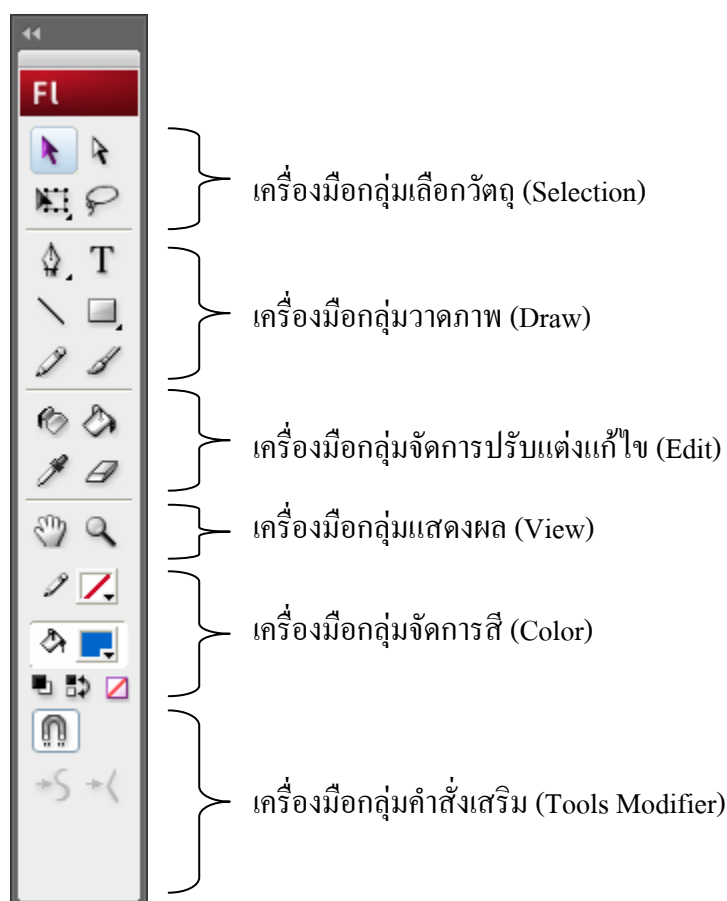 Fl
เครื่องมือกลุ่มเลือกวัตถุ (Selection)
T
เครื่องมือกลุ่มวาดภาพ (Draw)
เครื่องมือกลุ่มจัดการปรับแต่งแก้ไข (Edit)
เครื่องมือกลุ่มแสดงผล (View)
เครื่องมือกลุ่มจัดการสี (Color)
เครื่องมือกลุ่มคำสั่งเสริม (Tools Modifier)